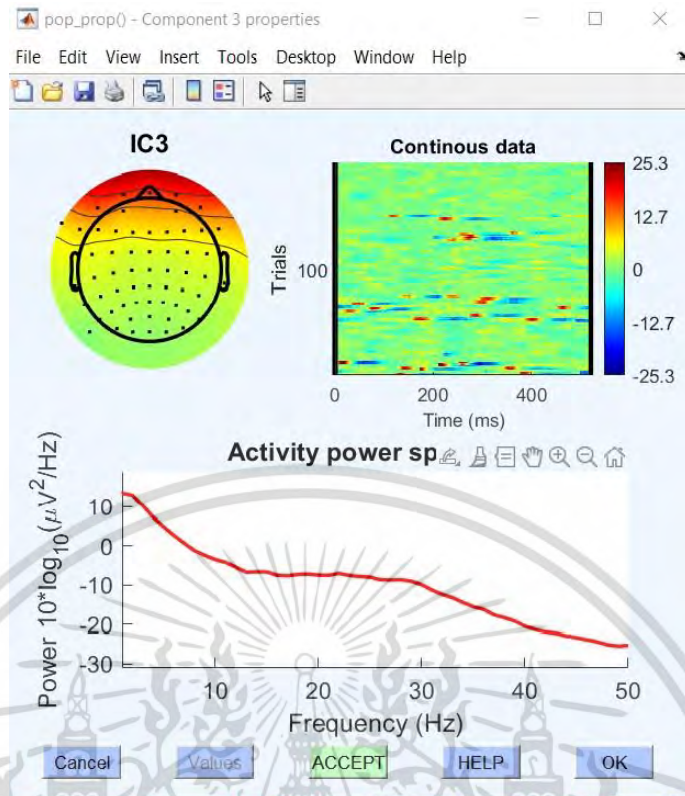 pop_prop() - Component 3 properties
File Edit View Insert Tools Desktop Window Help
IC3
Continous data
25.3
12.7
0
-12.7
-25.3
Trials
100
0 200 400
Time (ms)
Activity power sp
Power 10*log10(μV2/Hz)
10
0
-10
-20
-30
10 20 30 40 50
Frequency (Hz)
Cancel Values ACCEPT HELP OK